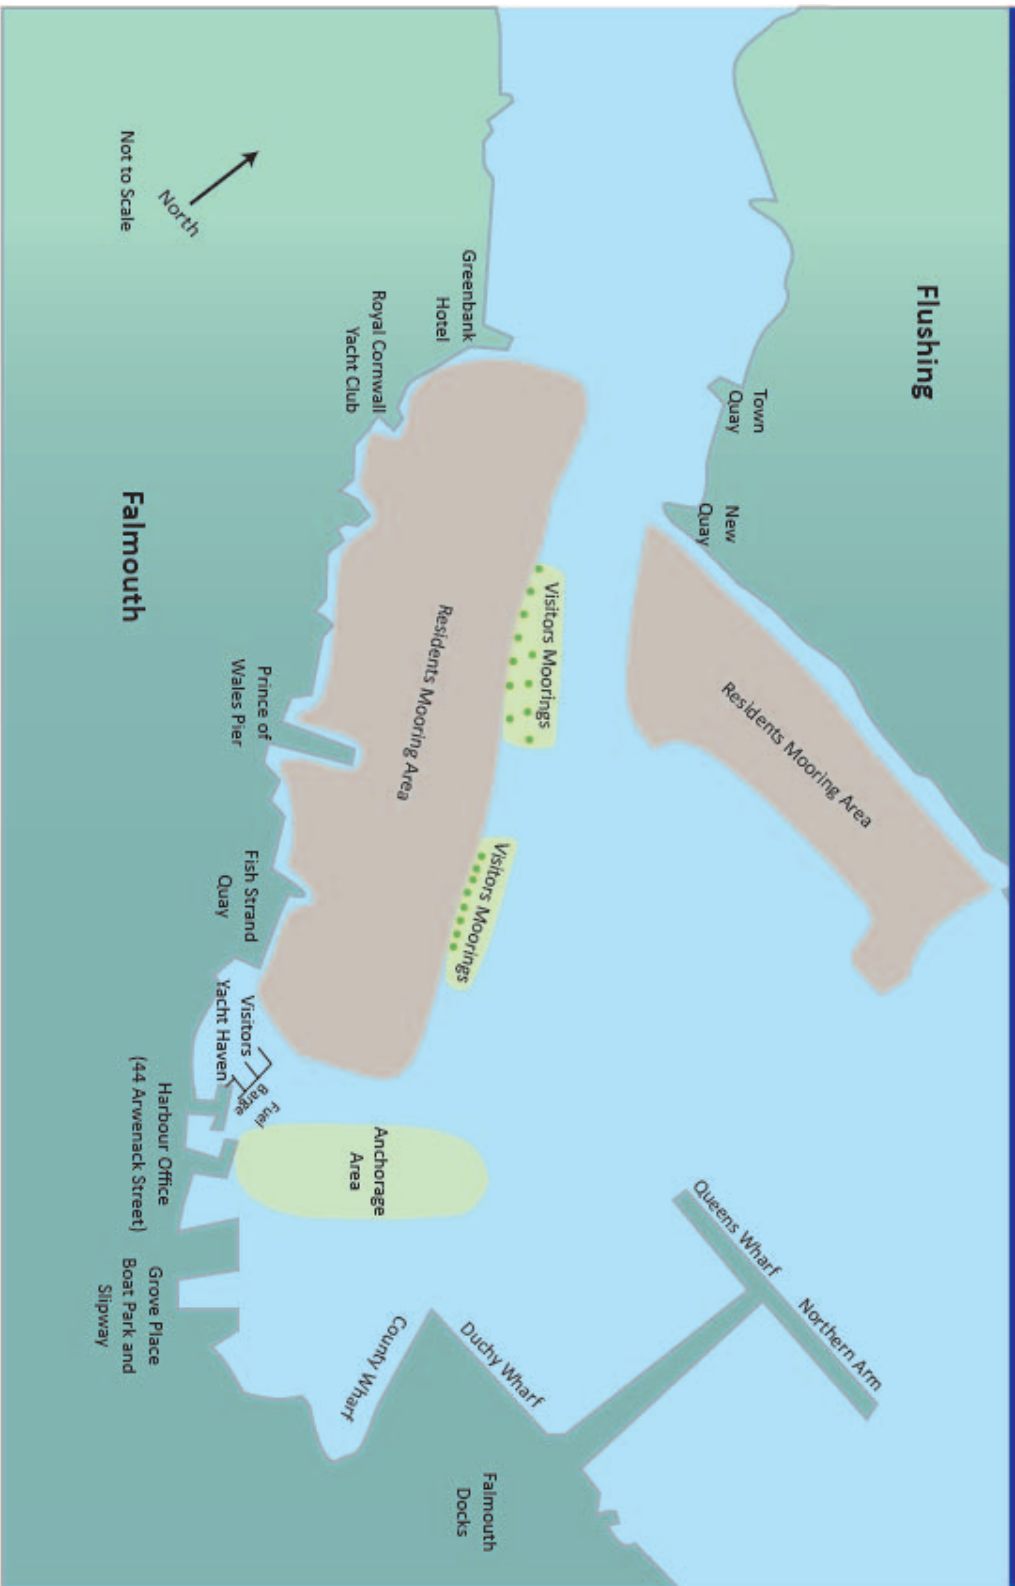 Flushing
Town
Quay
New
Quay
Residents Mooring Area
Greenbank
Hotel
Royal Cornwall
Yacht Club
North
Not to Scale
Falmouth
Visitors Moorings
Residents Mooring Area
Visitors Moorings
Prince of
Wales Pier
Fish Strand
Quay
Visitors
Yacht Haven
Fuel
Barge
Harbour Office
(44 Arwenack Street)
Anchorage
Area
Grove Place
Boat Park and
Slipway
Queens Wharf
Northern Arm
Duchy Wharf
County Wharf
Falmouth
Docks